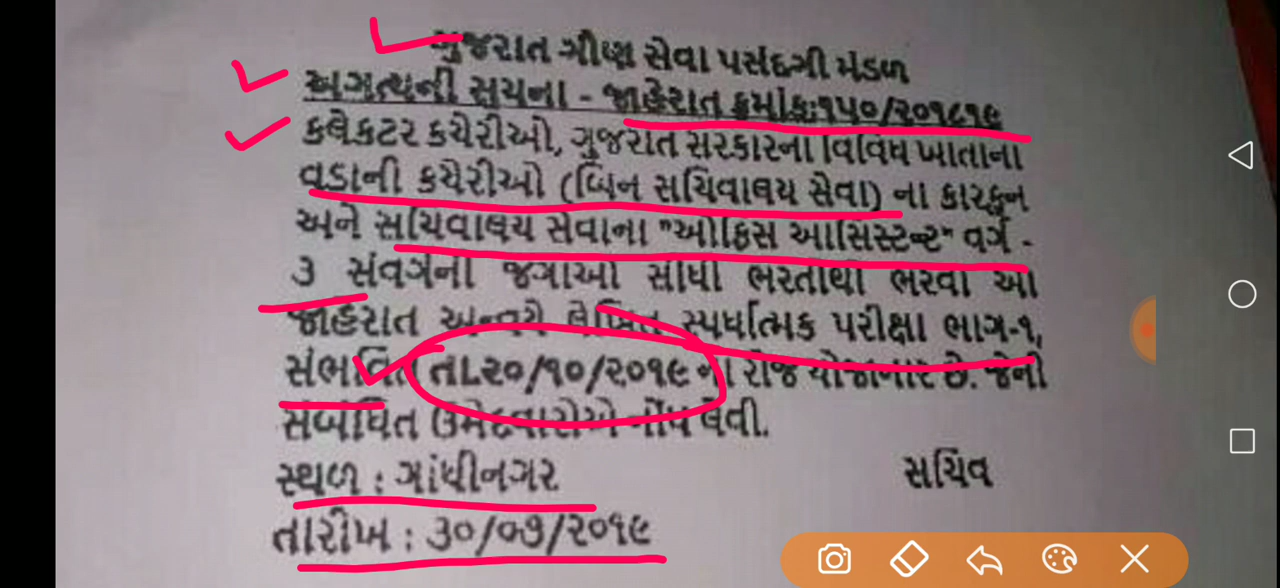 ગુજરાત ગૌણ સેવા પસંદગી મંડળ
અગત્યની સુચના - જાહેરાત ક્રમાંક:૧૫૦/૨૦૧૮૧૯
કલેકટર કચેરીઓ, ગુજરાત સરકારના વિવિધ ખાતાના
વડાની કચેરીઓ (બિન સચિવાલય સેવા) ના કારકુન
અને સચિવાલય સેવાના "ઓફિસ આસિસ્ટન્ટ" વર્ગ -
૩ સંવર્ગની જગાઓ સીધી ભરતીથી ભરવા આ
જાહેરાત અન્વયે લેખિત સ્પર્ધાત્મક પરીક્ષા ભાગ-૧,
સંભવિત તા.૨૦/૧૦/૨૦૧૯ ના રોજ યોજાનાર છે. જેની
સંબંધિત ઉમેદવારોએ નોંધ લેવી.
સચિવ
સ્થળ : ગાંધીનગર
તારીખ : ૩૦/૦૭/૨૦૧૯